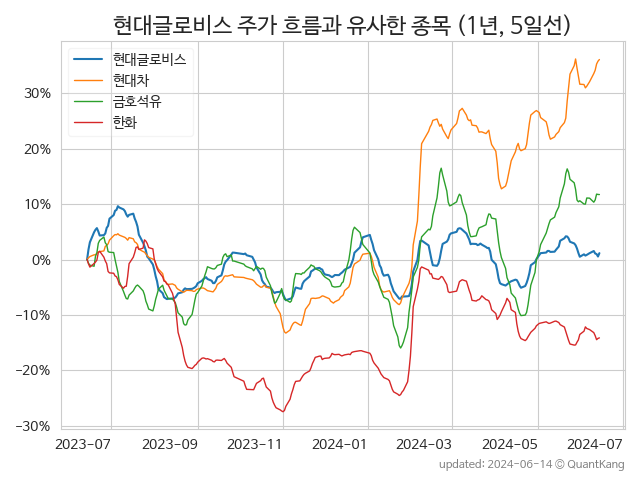 현대글로비스 주가 흐름과 유사한 종목 (1년, 5일선)
현대글로비스
현대차
금호석유
한화
30%
20%
10%
0%
−10%
−20%
−30%
2023-07 2023-09 2023-11 2024-01 2024-03 2024-05 2024-07
updated: 2024-06-14 © QuantKang